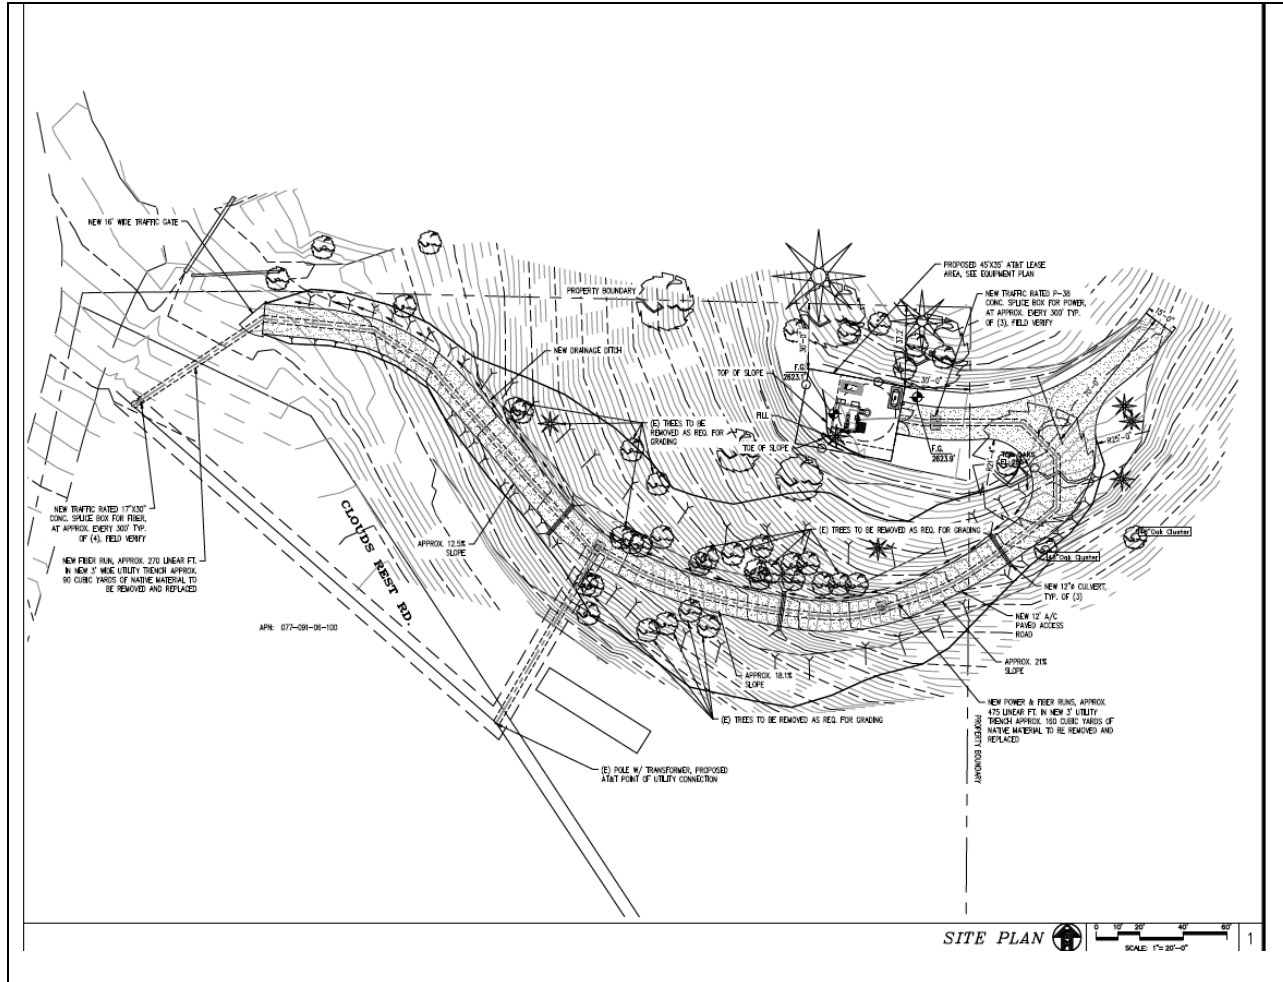 NEW 16' WIDE TRAFFIC GATE
PROPERTY BOUNDARY
PROPOSED 45'X35' AT&T LEASE
AREA, SEE EQUIPMENT PLAN
NEW TRAFFIC RATED P-38
CONC. SPLICE BOX FOR POWER,
AT APPROX. EVERY 300' TYP.
OF (3), FIELD VERIFY
15'-0"
30'-0"
NEW DRAINAGE DITCH
TOP OF SLOPE
F.G.
2623.1'
30'-0"
70'-0"
FILL
(E) TREES TO BE
REMOVED AS REQ. FOR
GRADING
TOE OF SLOPE
F.G.
2623.9'
R25'-0"
NEW TRAFFIC RATED 17"X30"
CONC. SPLICE BOX FOR FIBER,
AT APPROX. EVERY 300' TYP.
OF (4), FIELD VERIFY
CLOUDS REST RD.
APPROX. 12.5%
SLOPE
(E) TREES TO BE REMOVED AS REQ. FOR GRADING
Oak Cluster
Oak Cluster
NEW FIBER RUN, APPROX. 270 LINEAR FT.
IN NEW 3' WIDE UTILITY TRENCH APPROX.
90 CUBIC YARDS OF NATIVE MATERIAL TO
BE REMOVED AND REPLACED
NEW 12"ø CULVERT,
TYP. OF (3)
NEW 12' A/C
PAVED ACCESS
ROAD
APN: 077-091-06-100
APPROX. 21%
SLOPE
APPROX. 18.1%
SLOPE
NEW POWER & FIBER RUNS, APPROX.
475 LINEAR FT. IN NEW 3' UTILITY
TRENCH APPROX. 160 CUBIC YARDS OF
NATIVE MATERIAL TO BE REMOVED AND
REPLACED
(E) TREES TO BE REMOVED AS REQ. FOR GRADING
PROPERTY BOUNDARY
(E) POLE W/ TRANSFORMER, PROPOSED
AT&T POINT OF UTILITY CONNECTION
SITE PLAN
0 10' 20' 40' 60'
SCALE: 1"= 20'-0"
1